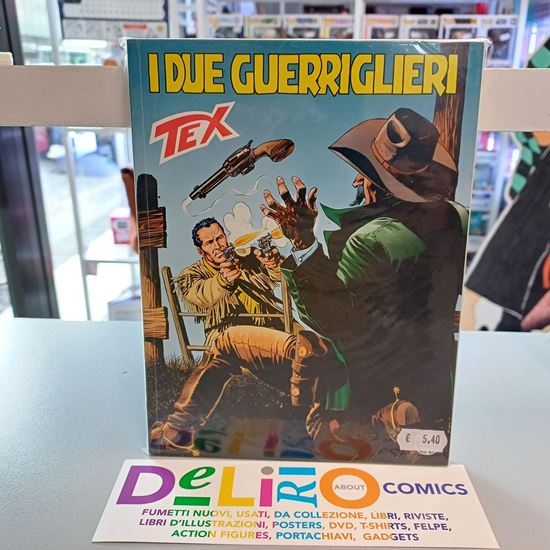 I DUE GUERRIGLIERI
TEX
€ 5,40
DELIRIO ABOUT COMICS
FUMETTI NUOVI, USATI, DA COLLEZIONE, LIBRI, RIVISTE,
LIBRI D'ILLUSTRAZIONI, POSTERS, DVD, T-SHIRTS, FELPE,
ACTION FIGURES, PORTACHIAVI, GADGETS